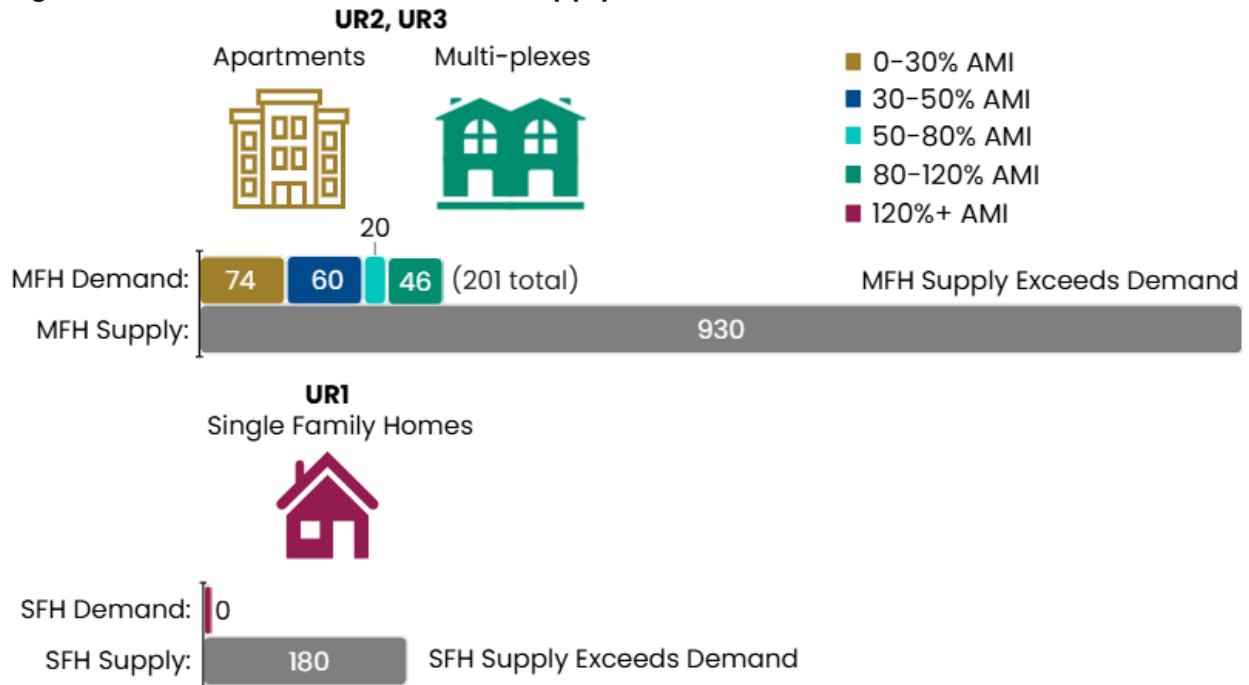 UR2, UR3
Apartments
Multi-plexes
0-30% AMI
30-50% AMI
50-80% AMI
80-120% AMI
120%+ AMI
20
MFH Demand: 74 60 46 (201 total) MFH Supply Exceeds Demand
MFH Supply: 930
UR1
Single Family Homes
SFH Demand: 0
SFH Supply: 180 SFH Supply Exceeds Demand